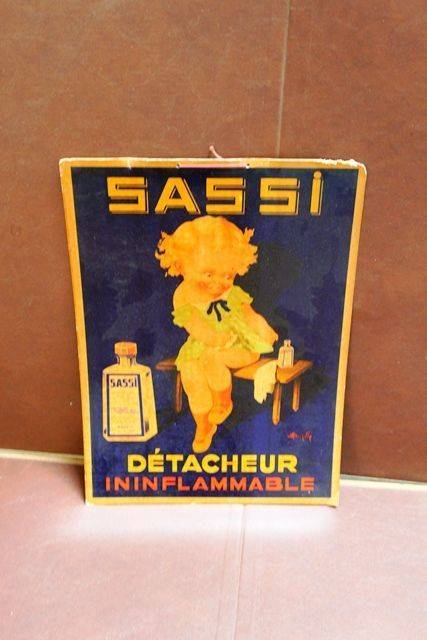 SASSi
SASSi
DÉTACHEUR
ININFLAMMABLE